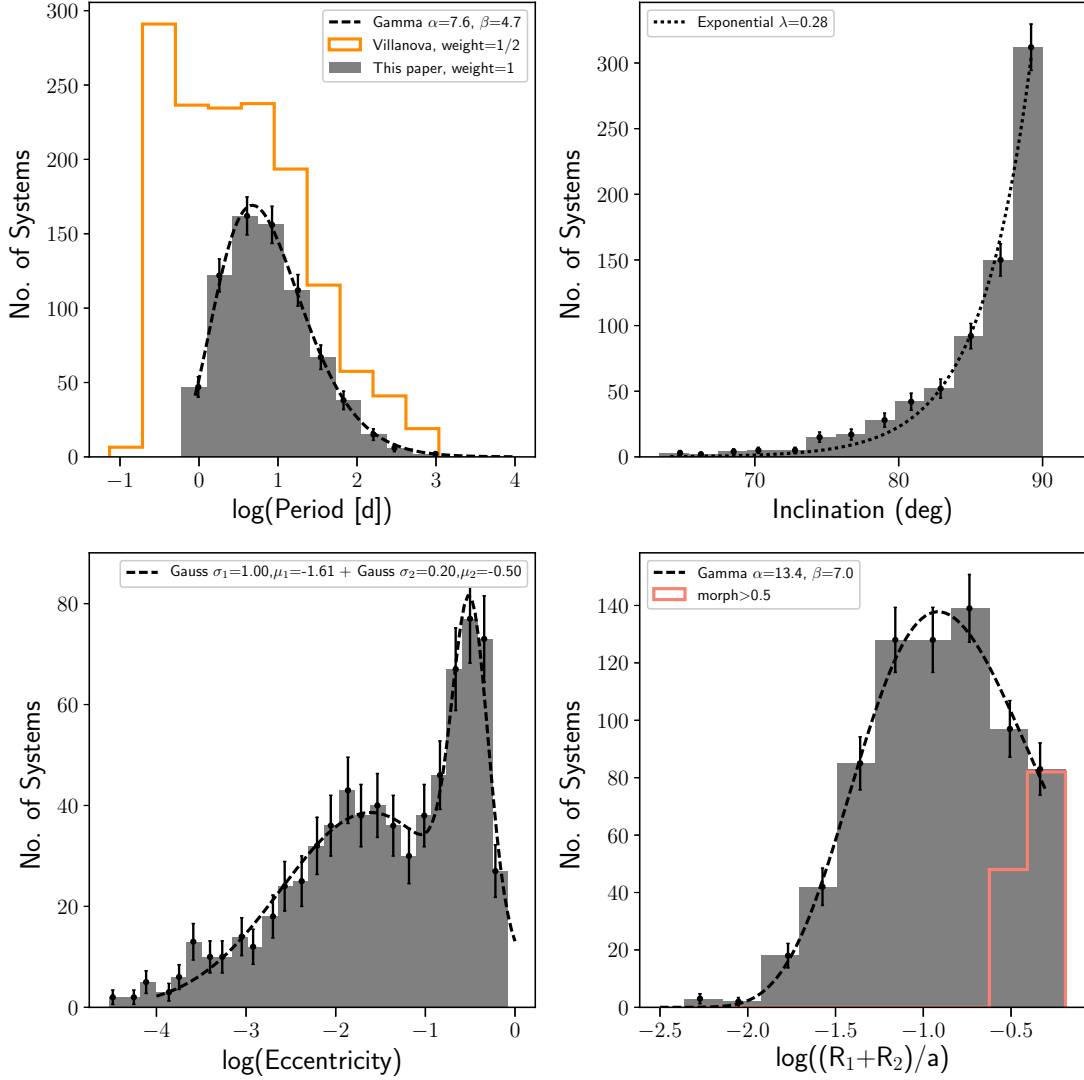 Gamma α=7.6, β=4.7
Villanova, weight=1/2
This paper, weight=1
No. of Systems
300
250
200
150
100
50
0
−1 0 1 2 3 4
log(Period [d])
Exponential λ=0.28
No. of Systems
300
250
200
150
100
50
0
70 80 90
Inclination (deg)
Gauss σ₁=1.00,μ₁=-1.61 + Gauss σ₂=0.20,μ₂=-0.50
No. of Systems
80
60
40
20
0
−4 −3 −2 −1 0
log(Eccentricity)
Gamma α=13.4, β=7.0
morph>0.5
No. of Systems
140
120
100
80
60
40
20
0
−2.5 −2.0 −1.5 −1.0 −0.5
log((R₁+R₂)/a)